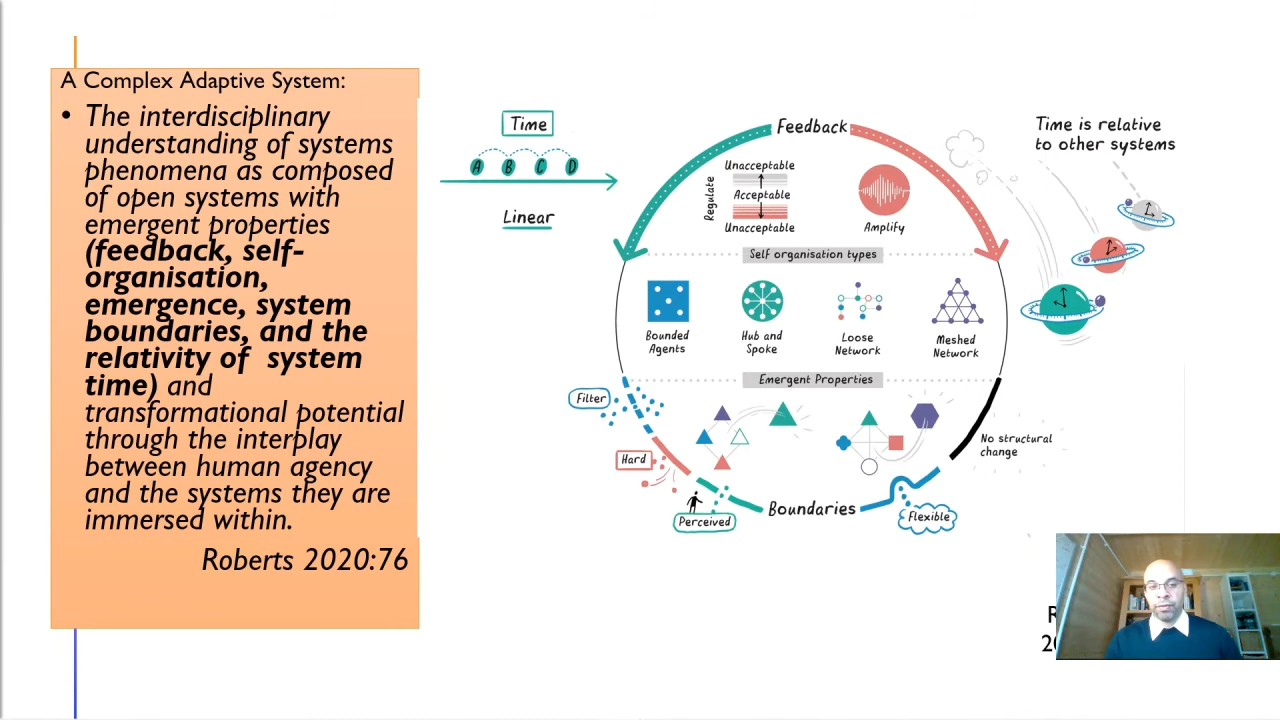 A Complex Adaptive System:
• The interdisciplinary
understanding of systems
phenomena as composed
of open systems with
emergent properties
(feedback, self-
organisation,
emergence, system
boundaries, and the
relativity of system
time) and
transformational potential
through the interplay
between human agency
and the systems they are
immersed within.
Roberts 2020:76
Time
A B C D
Linear
Feedback
Regulate
Unacceptable
Acceptable
Unacceptable
Amplify
Time is relative
to other systems
Self organisation types
Bounded
Agents
Hub and
Spoke
Loose
Network
Meshed
Network
Emergent Properties
Filter
Hard
Perceived
Boundaries
Flexible
No structural
change